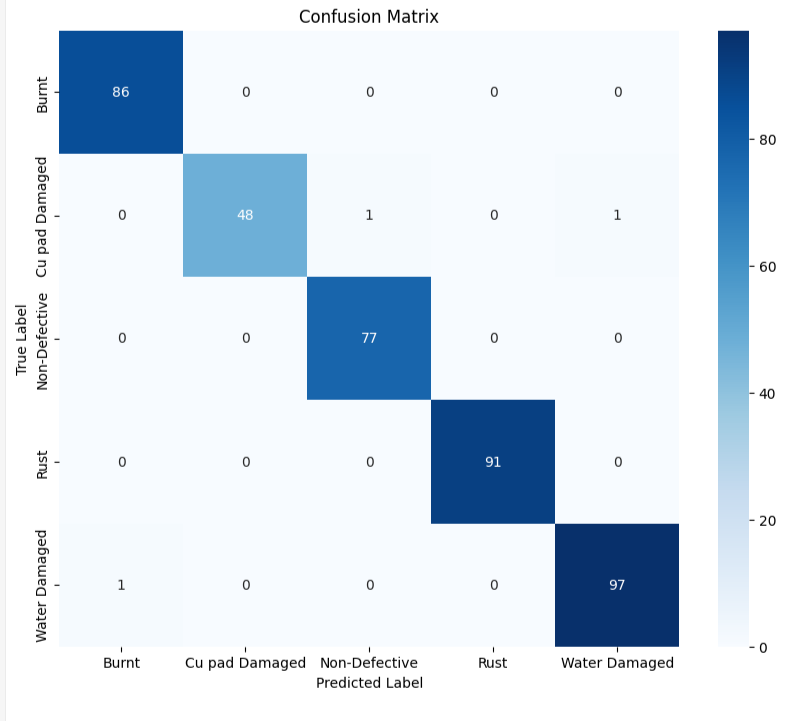 Confusion Matrix
True Label
Burnt 86 0 0 0 0
Cu pad Damaged 0 48 1 0 1
Non-Defective 0 0 77 0 0
Rust 0 0 0 91 0
Water Damaged 1 0 0 0 97
Burnt Cu pad Damaged Non-Defective Rust Water Damaged
Predicted Label
80
60
40
20
0